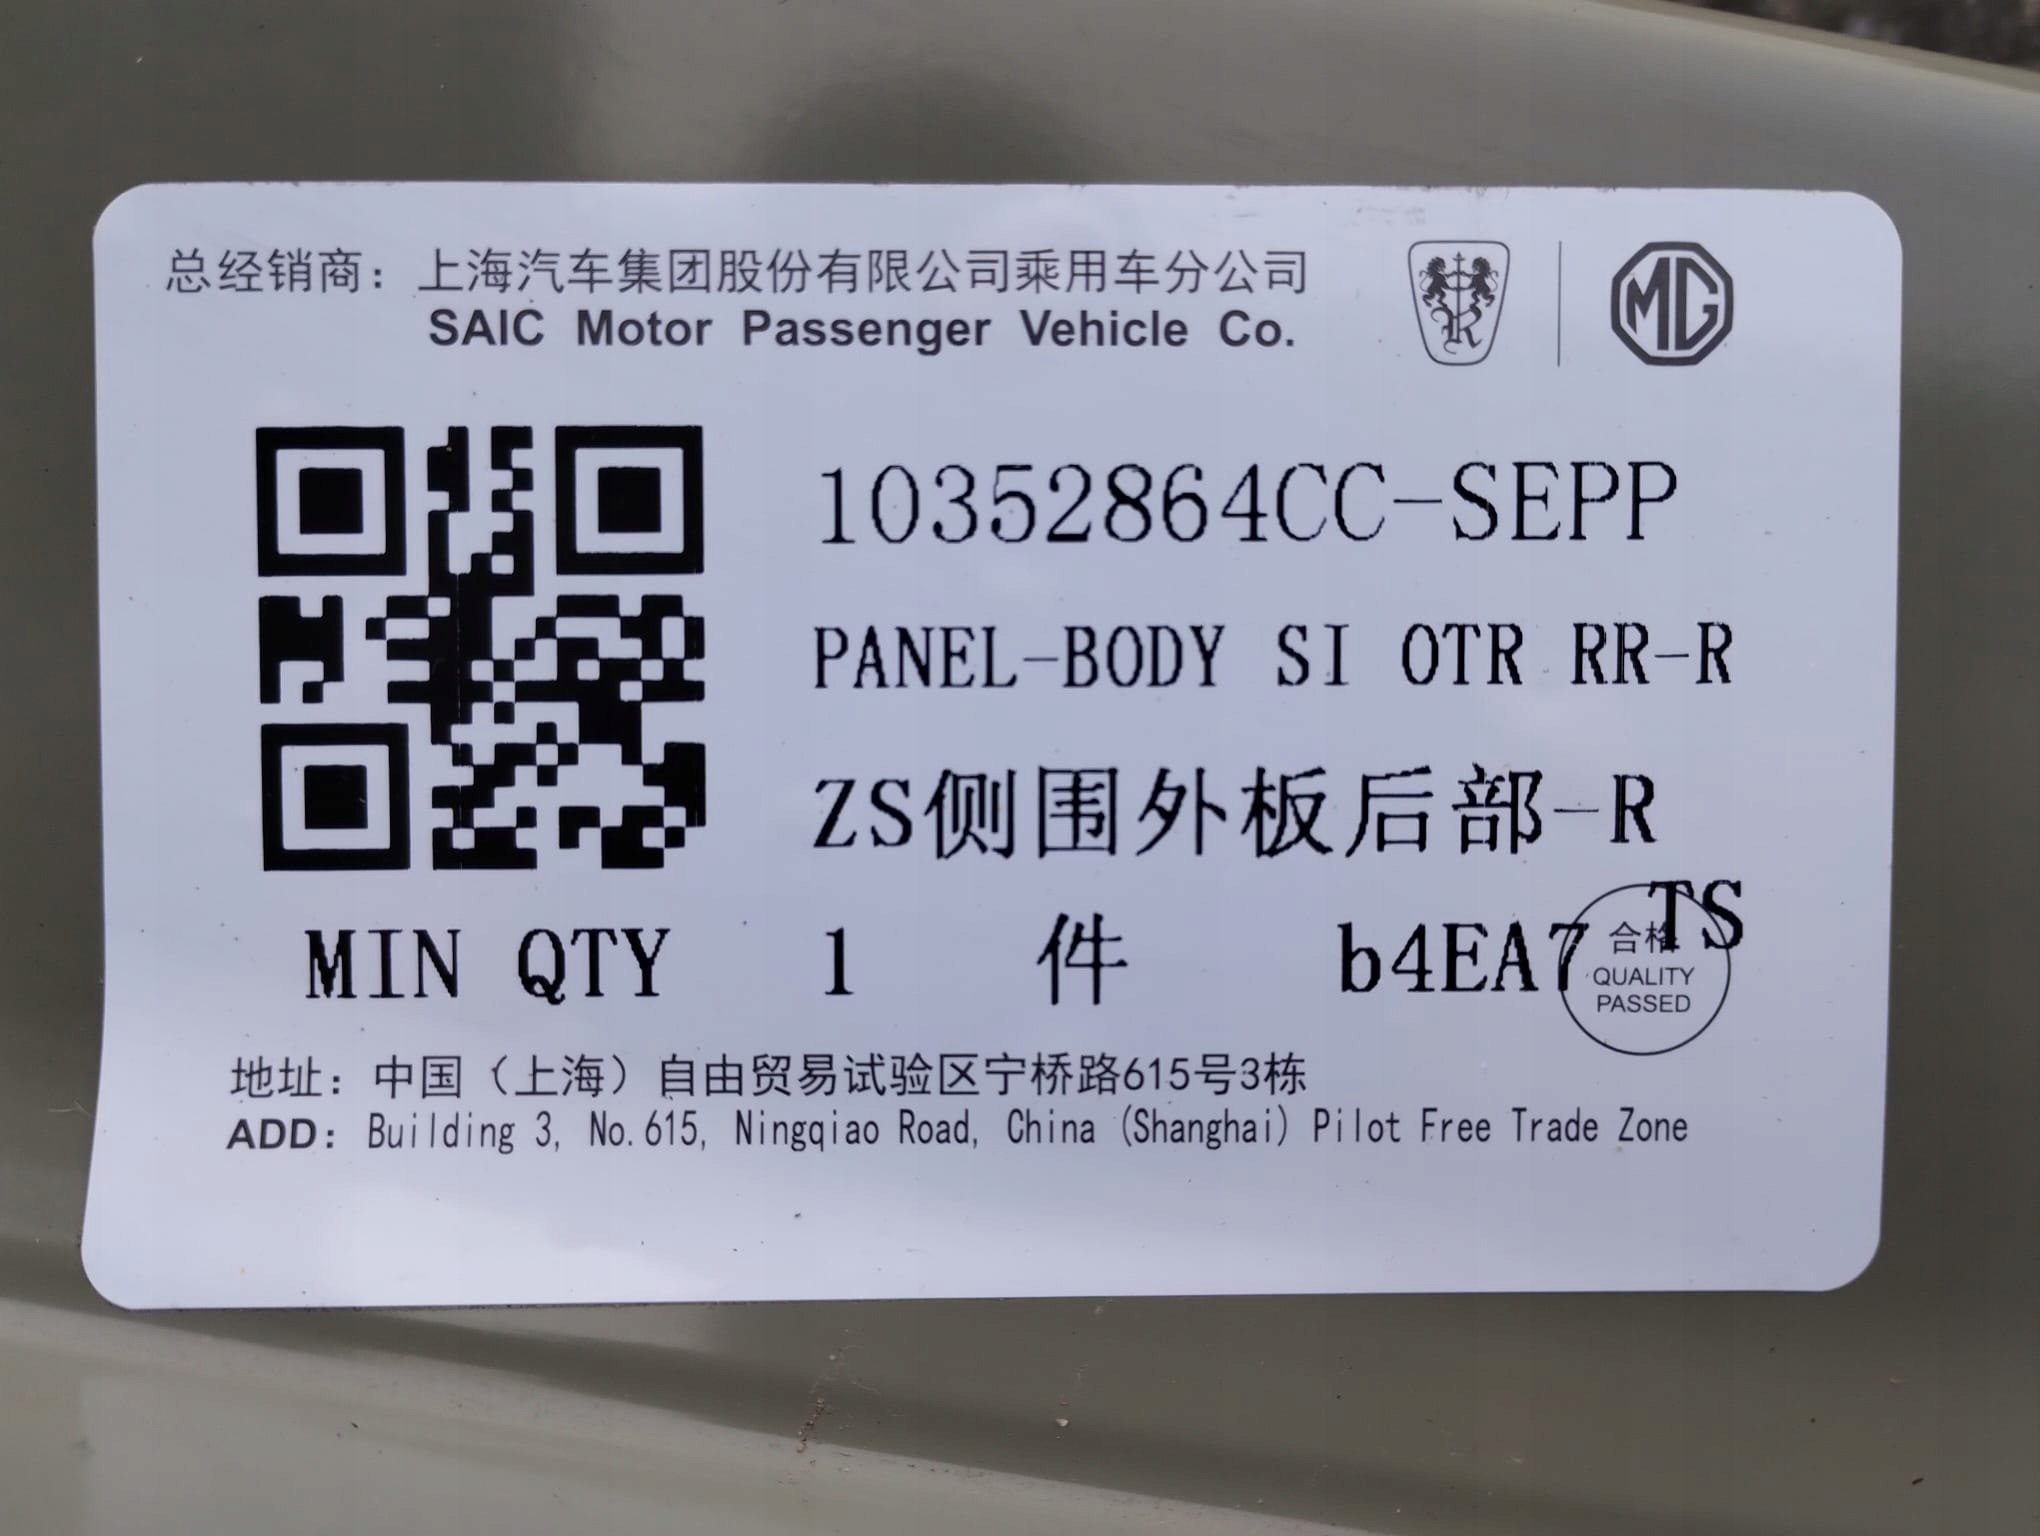 总经销商：上海汽车集团股份有限公司乘用车分公司
SAIC Motor Passenger Vehicle Co.
MG
10352864CC-SEPP
PANEL-BODY SI OTR RR-R
ZS侧围外板后部-R
TS
MIN QTY 1 件 b4EA7
合格
QUALITY
PASSED
地址：中国（上海）自由贸易试验区宁桥路615号3栋
ADD: Building 3, No.615, Ningqiao Road, China (Shanghai) Pilot Free Trade Zone